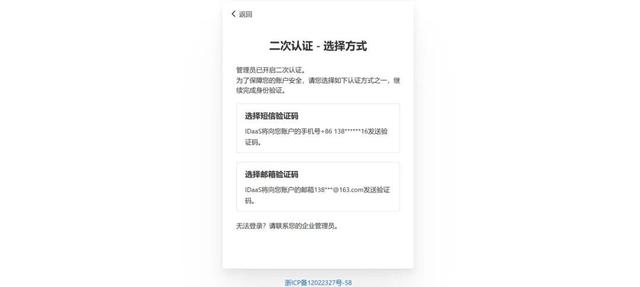 返回
二次认证 - 选择方式
管理员已开启二次认证。
为了保障您的账户安全，请您选择如下认证方式之一，继
续完成身份验证。
选择短信验证码
IDaaS将向您账户的手机号+86 138******16发送验
证码。
选择邮箱验证码
IDaaS将向您账户的邮箱138***@163.com发送验证
码。
无法登录？请联系您的企业管理员。
浙ICP备12022327号-58